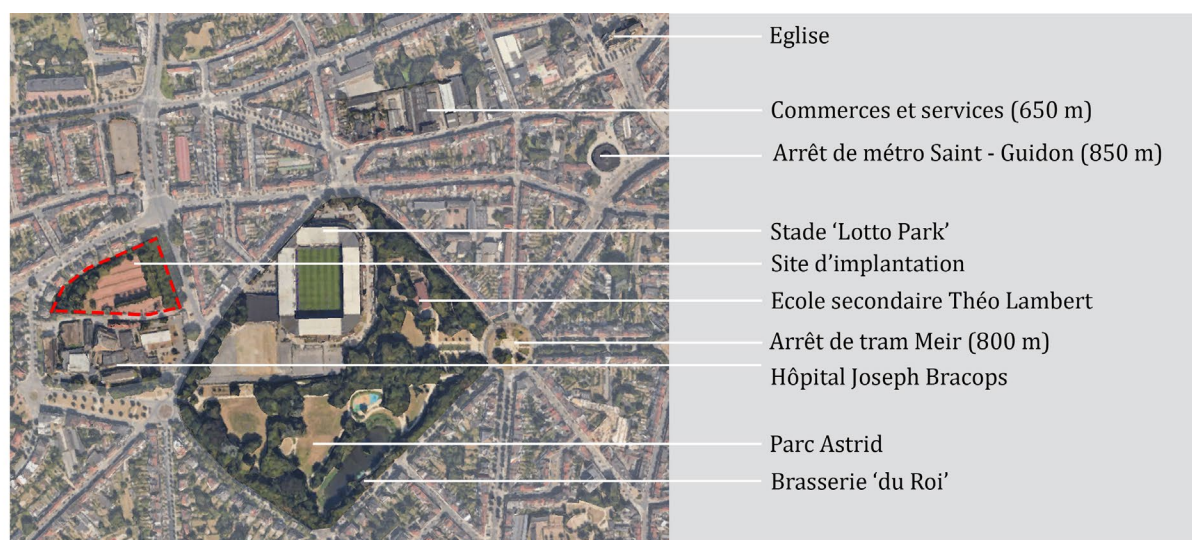 Eglise
Commerces et services (650 m)
Arrêt de métro Saint - Guidon (850 m)
Stade ‘Lotto Park’
Site d’implantation
Ecole secondaire Théo Lambert
Arrêt de tram Meir (800 m)
Hôpital Joseph Bracops
Parc Astrid
Brasserie ‘du Roi’